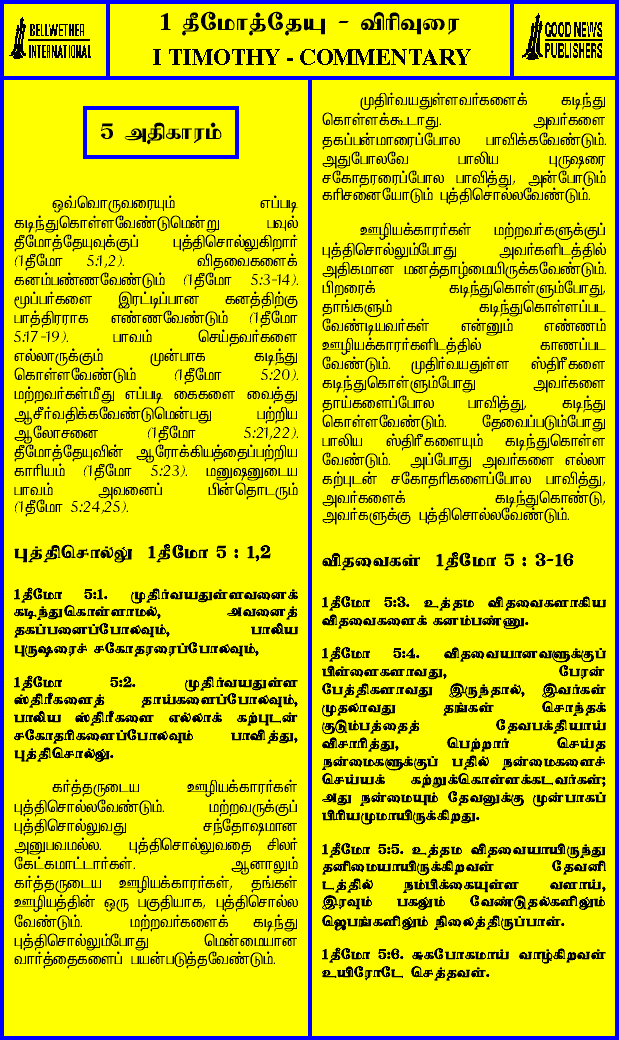 BELLWETHER
INTERNATIONAL
1 தீமோத்தேயு - விரிவுரை
I TIMOTHY - COMMENTARY
GOOD NEWS
PUBLISHERS
5 அதிகாரம்
ஒவ்வொருவரையும் எப்படி
கடிந்துகொள்ளவேண்டுமென்று பவுல்
தீமோத்தேயுவுக்குப் புத்திசொல்லுகிறார்
(1தீமோ 5:1,2). விதவைகளைக்
கனம்பண்ணவேண்டும் (1தீமோ 5:3-14).
மூப்பர்களை இரட்டிப்பான கனத்திற்கு
பாத்திரராக எண்ணவேண்டும் (1தீமோ
5:17-19). பாவம் செய்தவர்களை
எல்லாருக்கும் முன்பாக கடிந்து
கொள்ளவேண்டும் (1தீமோ 5:20).
மற்றவர்கள்மீது எப்படி கைகளை வைத்து
ஆசீர்வதிக்கவேண்டுமென்பது பற்றிய
ஆலோசனை (1தீமோ 5:21,22).
தீமோத்தேயுவின் ஆரோக்கியத்தைப்பற்றிய
காரியம் (1தீமோ 5:23). மனுஷனுடைய
பாவம் அவனைப் பின்தொடரும்
(1தீமோ 5:24,25).
புத்திசொல்லு 1தீமோ 5 : 1,2
1தீமோ 5:1. முதிர்வயதுள்ளவனைக்
கடிந்துகொள்ளாமல், அவனைத்
தகப்பனைப்போலவும், பாலிய
புருஷரைச் சகோதரரைப்போலவும்,
1தீமோ 5:2. முதிர்வயதுள்ள
ஸ்திரீகளைத் தாய்களைப்போலவும்,
பாலிய ஸ்திரீகளை எல்லாக் கற்புடன்
சகோதரிகளைப்போலவும் பாவித்து,
புத்திசொல்லு.
கர்த்தருடைய ஊழியக்காரர்கள்
புத்திசொல்லவேண்டும். மற்றவருக்குப்
புத்திசொல்லுவது சந்தோஷமான
அனுபவமல்ல. புத்திசொல்லுவதை சிலர்
கேட்கமாட்டார்கள். ஆனாலும்
கர்த்தருடைய ஊழியக்காரர்கள், தங்கள்
ஊழியத்தின் ஒரு பகுதியாக, புத்திசொல்ல
வேண்டும். மற்றவர்களைக் கடிந்து
புத்திசொல்லும்போது மென்மையான
வார்த்தைகளைப் பயன்படுத்தவேண்டும்.
முதிர்வயதுள்ளவர்களைக் கடிந்து
கொள்ளக்கூடாது. அவர்களை
தகப்பன்மாரைப்போல பாவிக்கவேண்டும்.
அதுபோலவே பாலிய புருஷரை
சகோதரரைப்போல பாவித்து, அன்போடும்
கரிசனையோடும் புத்திசொல்லவேண்டும்.
ஊழியக்காரர்கள் மற்றவர்களுக்குப்
புத்திசொல்லும்போது அவர்களிடத்தில்
அதிகமான மனத்தாழ்மையிருக்கவேண்டும்.
பிறரைக் கடிந்துகொள்ளும்போது,
தாங்களும் கடிந்துகொள்ளப்பட
வேண்டியவர்கள் என்னும் எண்ணம்
ஊழியக்காரர்களிடத்தில் காணப்பட
வேண்டும். முதிர்வயதுள்ள ஸ்திரீகளை
கடிந்துகொள்ளும்போது அவர்களை
தாய்களைப்போல பாவித்து, கடிந்து
கொள்ளவேண்டும். தேவைப்படும்போது
பாலிய ஸ்திரீகளையும் கடிந்துகொள்ள
வேண்டும். அப்போது அவர்களை எல்லா
கற்புடன் சகோதரிகளைப்போல பாவித்து,
அவர்களைக் கடிந்துகொண்டு,
அவர்களுக்கு புத்திசொல்லவேண்டும்.
விதவைகள் 1தீமோ 5 : 3-16
1தீமோ 5:3. உத்தம விதவைகளாகிய
விதவைகளைக் கனம்பண்ணு.
1தீமோ 5:4. விதவையானவளுக்குப்
பிள்ளைகளாவது, பேரன்
பேத்திகளாவது இருந்தால், இவர்கள்
முதலாவது தங்கள் சொந்தக்
குடும்பத்தைத் தேவபக்தியாய்
விசாரித்து, பெற்றார் செய்த
நன்மைகளுக்குப் பதில் நன்மைகளைச்
செய்யக் கற்றுக்கொள்ளக்கடவர்கள்;
அது நன்மையும் தேவனுக்கு முன்பாகப்
பிரியமுமாயிருக்கிறது.
1தீமோ 5:5. உத்தம விதவையாயிருந்து
தனிமையாயிருக்கிறவள் தேவனி
டத்தில் நம்பிக்கையுள்ள வளாய்,
இரவும் பகலும் வேண்டுதல்களிலும்
ஜெபங்களிலும் நிலைத்திருப்பாள்.
1தீமோ 5:6. சுகபோகமாய் வாழ்கிறவள்
உயிரோடே செத்தவள்.